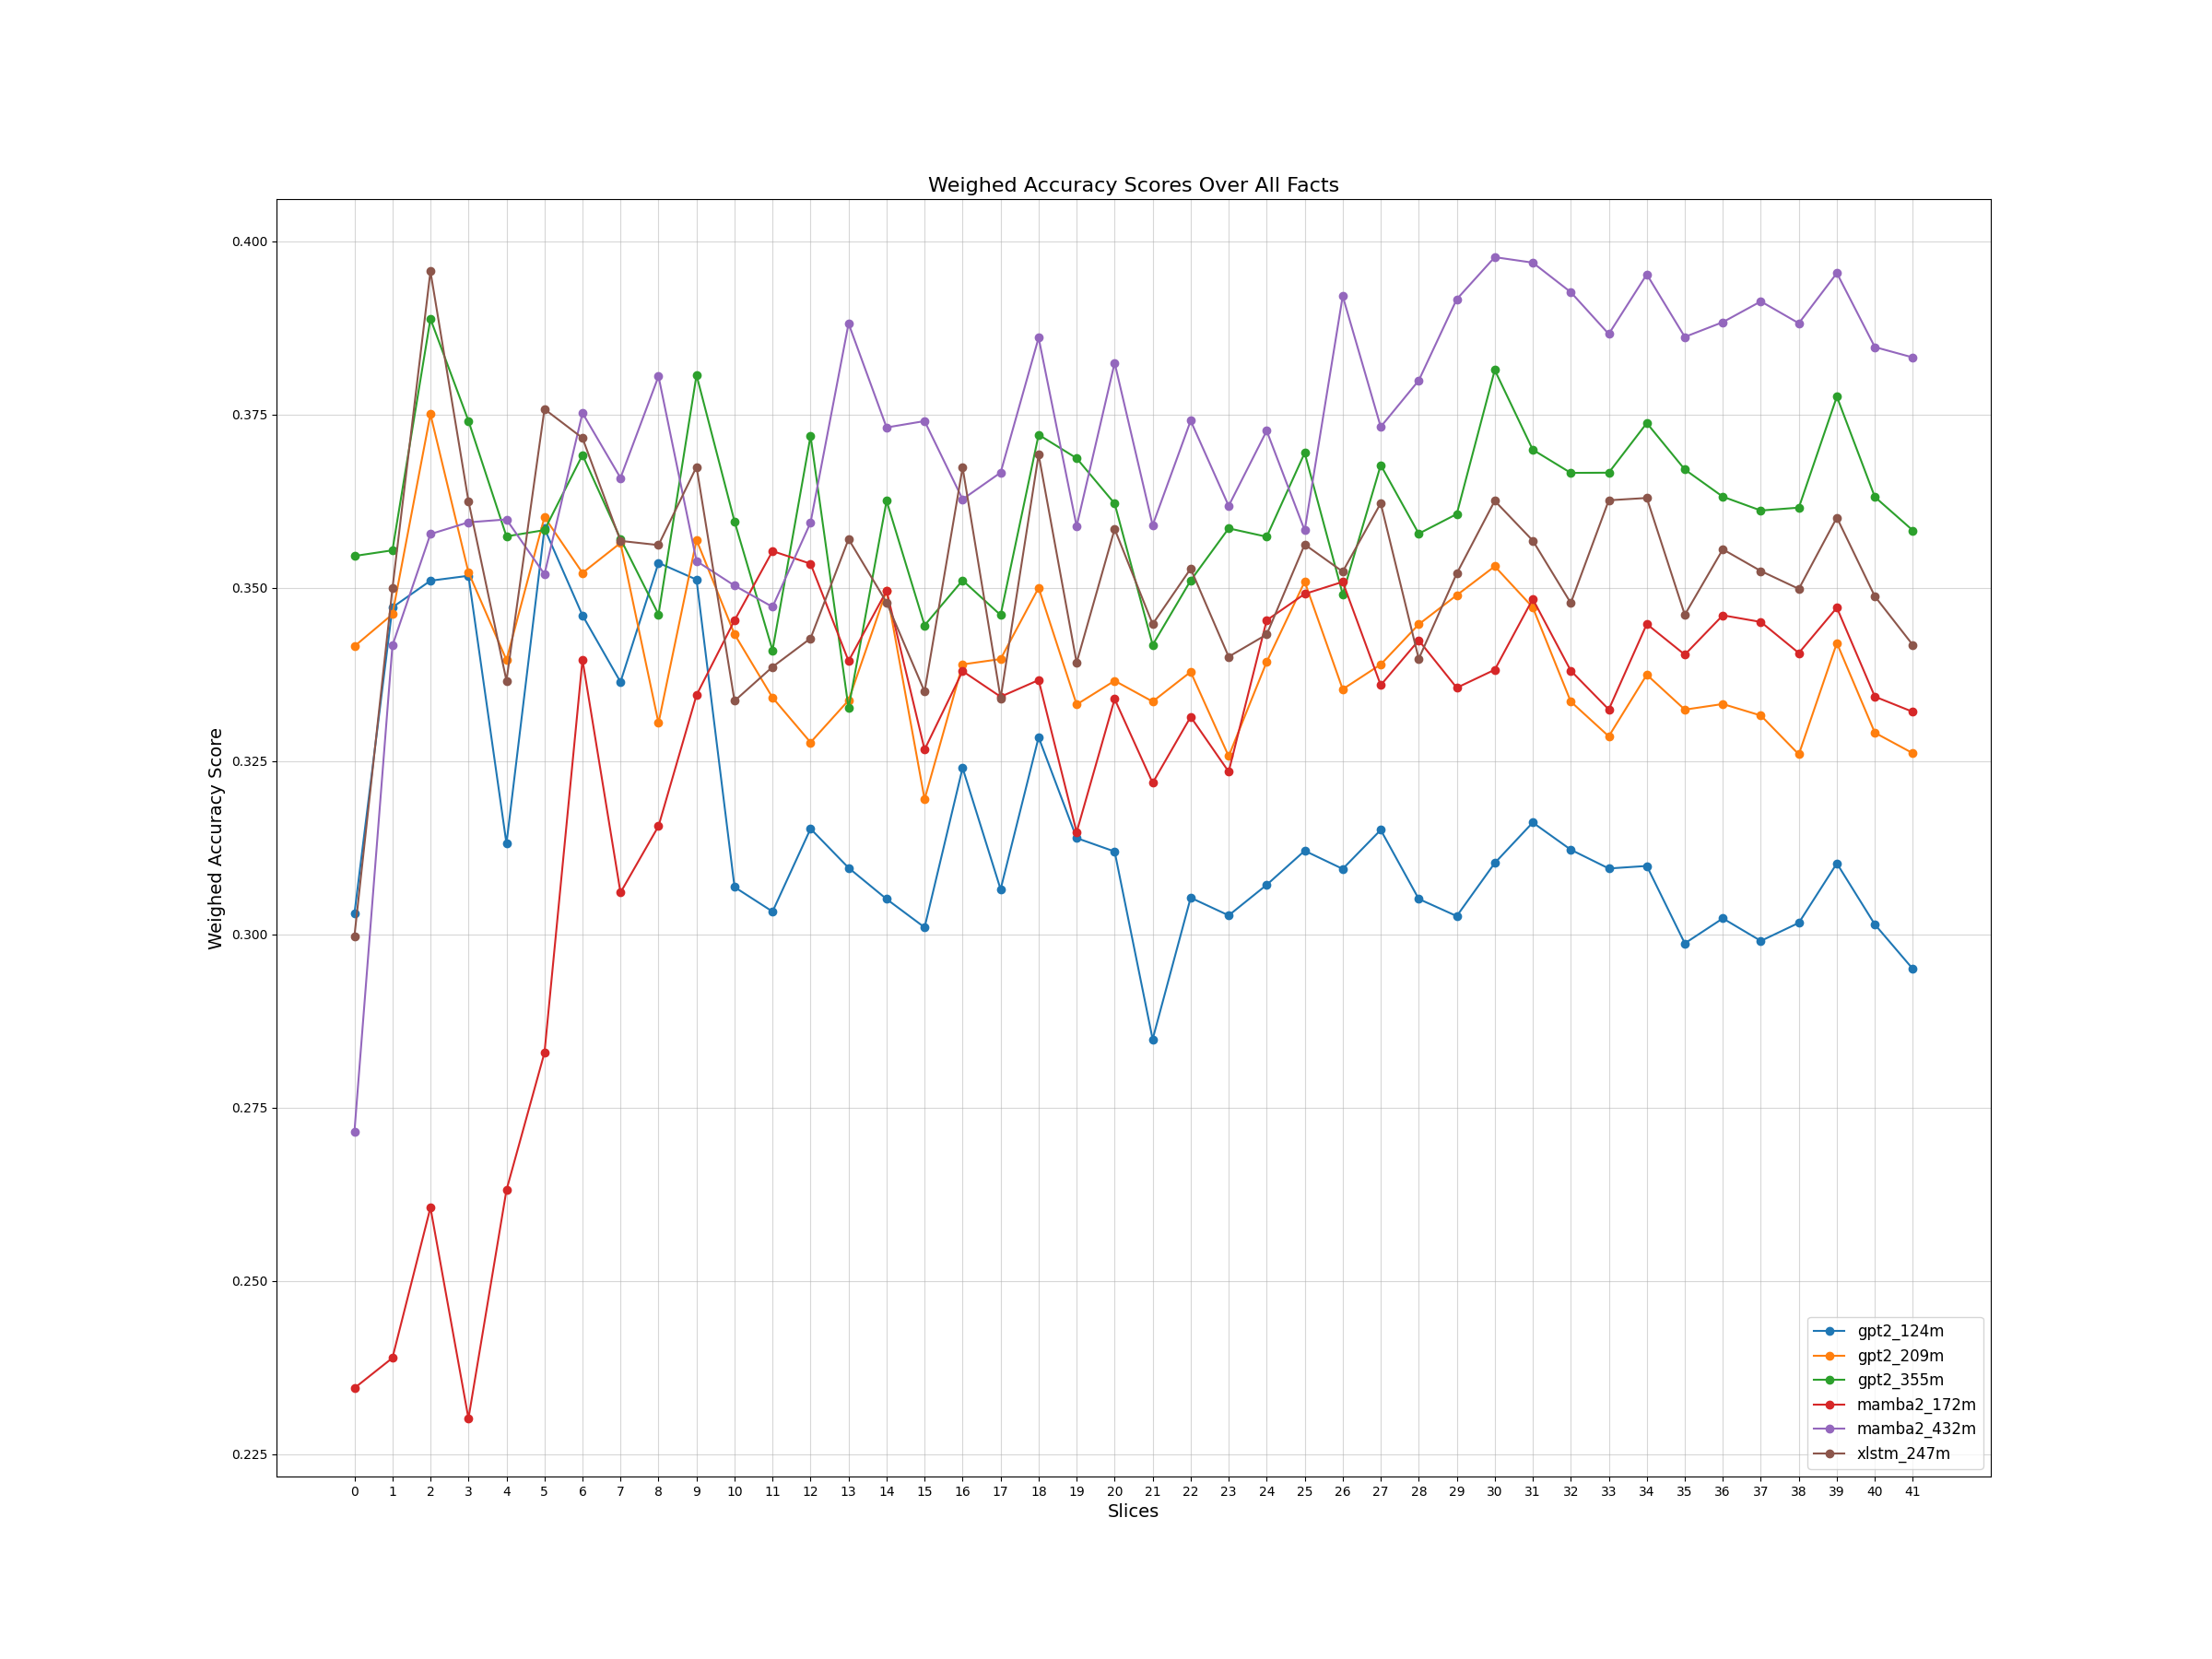 Weighed Accuracy Scores Over All Facts
Weighed Accuracy Score
0.400
0.375
0.350
0.325
0.300
0.275
0.250
0.225
0 1 2 3 4 5 6 7 8 9 10 11 12 13 14 15 16 17 18 19 20 21 22 23 24 25 26 27 28 29 30 31 32 33 34 35 36 37 38 39 40 41
Slices
gpt2_124m
gpt2_209m
gpt2_355m
mamba2_172m
mamba2_432m
xlstm_247m